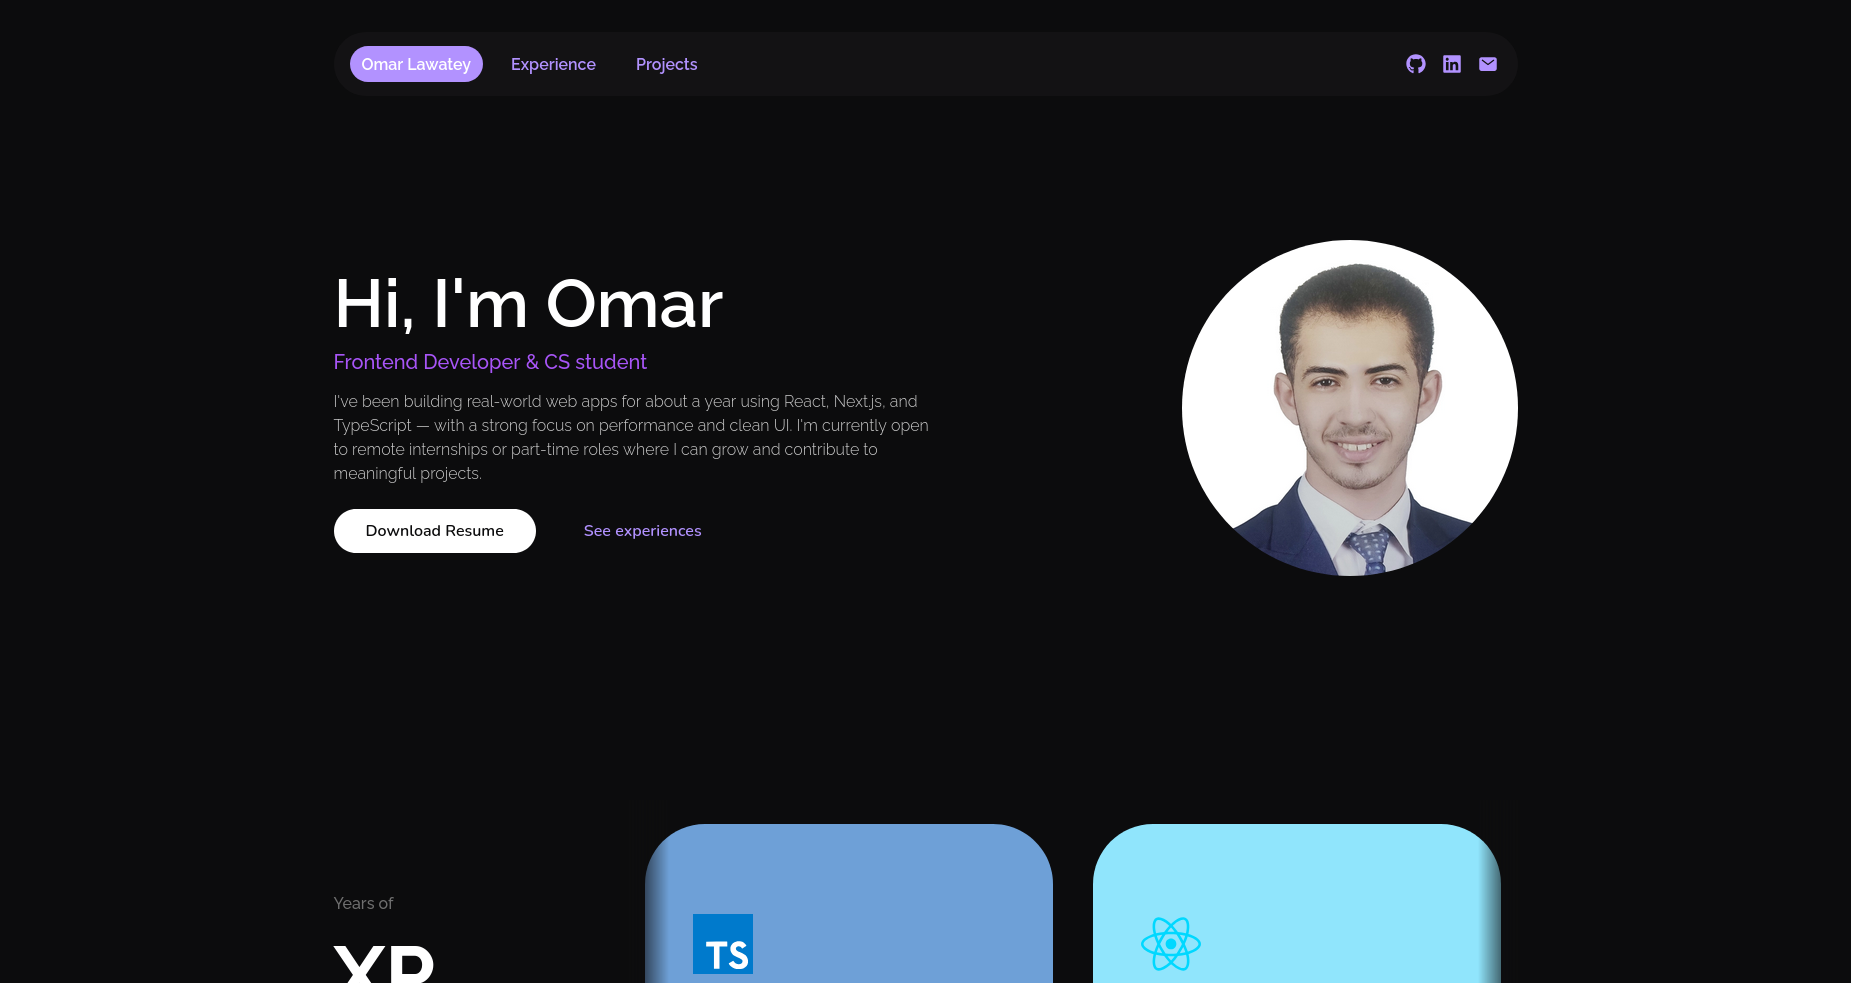 Omar Lawatey
Experience
Projects
Hi, I'm Omar
Frontend Developer & CS student
I've been building real-world web apps for about a year using React, Next.js, and
TypeScript — with a strong focus on performance and clean UI. I'm currently open
to remote internships or part-time roles where I can grow and contribute to
meaningful projects.
Download Resume
See experiences
Years of
XP
TS